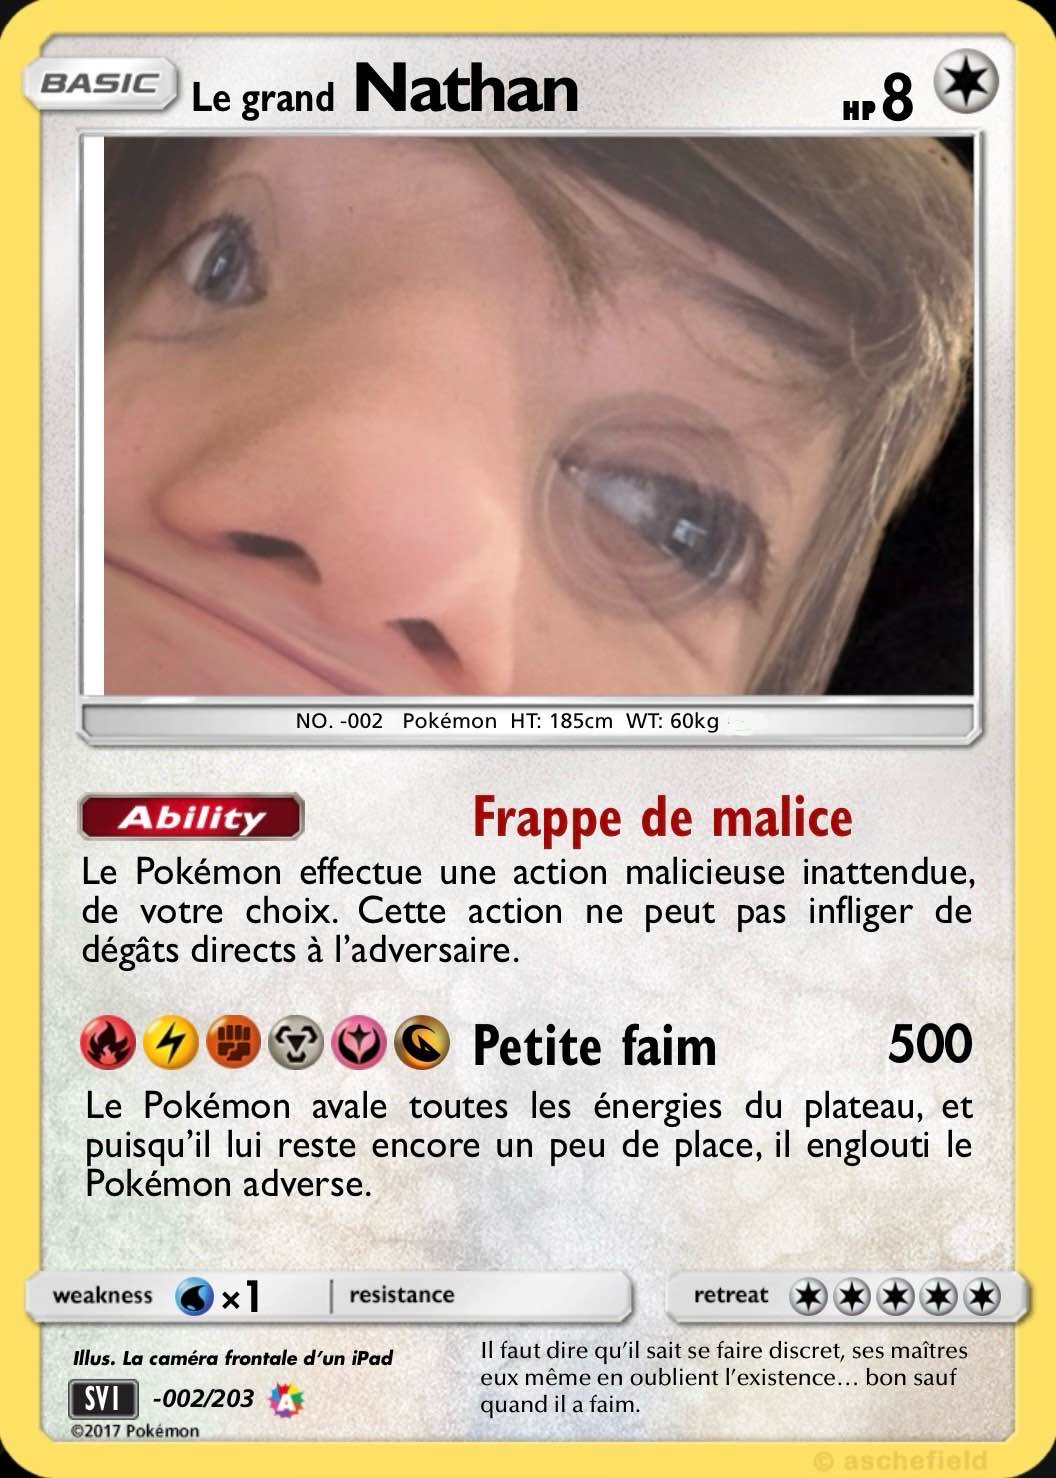 BASIC Le grand Nathan HP 8
NO. -002 Pokémon HT: 185cm WT: 60kg
Ability Frappe de malice
Le Pokémon effectue une action malicieuse inattendue,
de votre choix. Cette action ne peut pas infliger de
dégâts directs à l’adversaire.
Petite faim 500
Le Pokémon avale toutes les énergies du plateau, et
puisqu’il lui reste encore un peu de place, il englouti le
Pokémon adverse.
weakness ×1 resistance retreat
Illus. La caméra frontale d’un iPad
SVI -002/203 A
©2017 Pokémon
Il faut dire qu’il sait se faire discret, ses maîtres
eux même en oublient l’existence... bon sauf
quand il a faim.
© aschefield